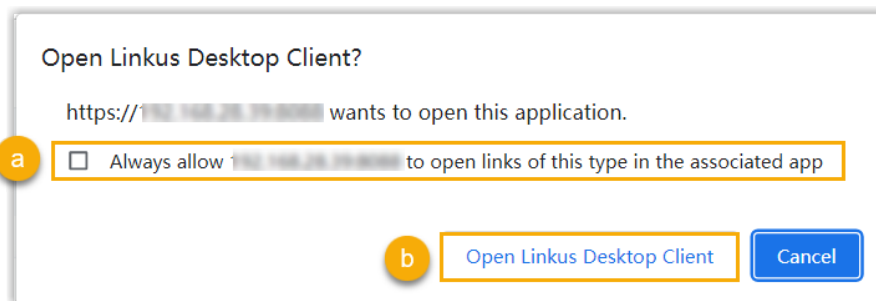 Open Linkus Desktop Client?
https:// wants to open this application.
a
Always allow to open links of this type in the associated app
b
Open Linkus Desktop Client
Cancel